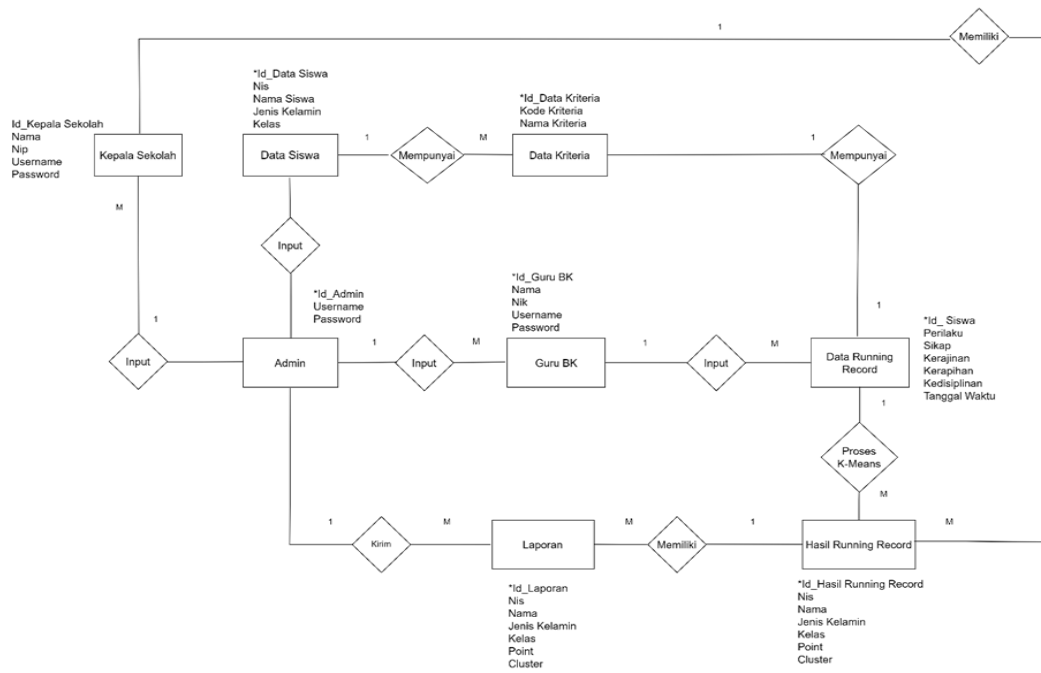 1
Memiliki
*Id_Data Siswa
Nis
Nama Siswa
Jenis Kelamin
Kelas
*Id_Data Kriteria
Kode Kriteria
Nama Kriteria
Id_Kepala Sekolah
Nama
Nip
Username
Password
Kepala Sekolah
Data Siswa
1
Mempunyai
M
Data Kriteria
1
Mempunyai
M
Input
*Id_Admin
Username
Password
*Id_Guru BK
Nama
Nik
Username
Password
1
1
Input
Admin
1
Input
M
Guru BK
1
Input
M
Data Running
Record
*Id_ Siswa
Perilaku
Sikap
Kerajinan
Kerapihan
Kedisiplinan
Tanggal Waktu
1
Proses
K-Means
M
1
Kirim
M
Laporan
M
Memiliki
1
Hasil Running Record
M
*Id_Laporan
Nis
Nama
Jenis Kelamin
Kelas
Point
Cluster
*Id_Hasil Running Record
Nis
Nama
Jenis Kelamin
Kelas
Point
Cluster